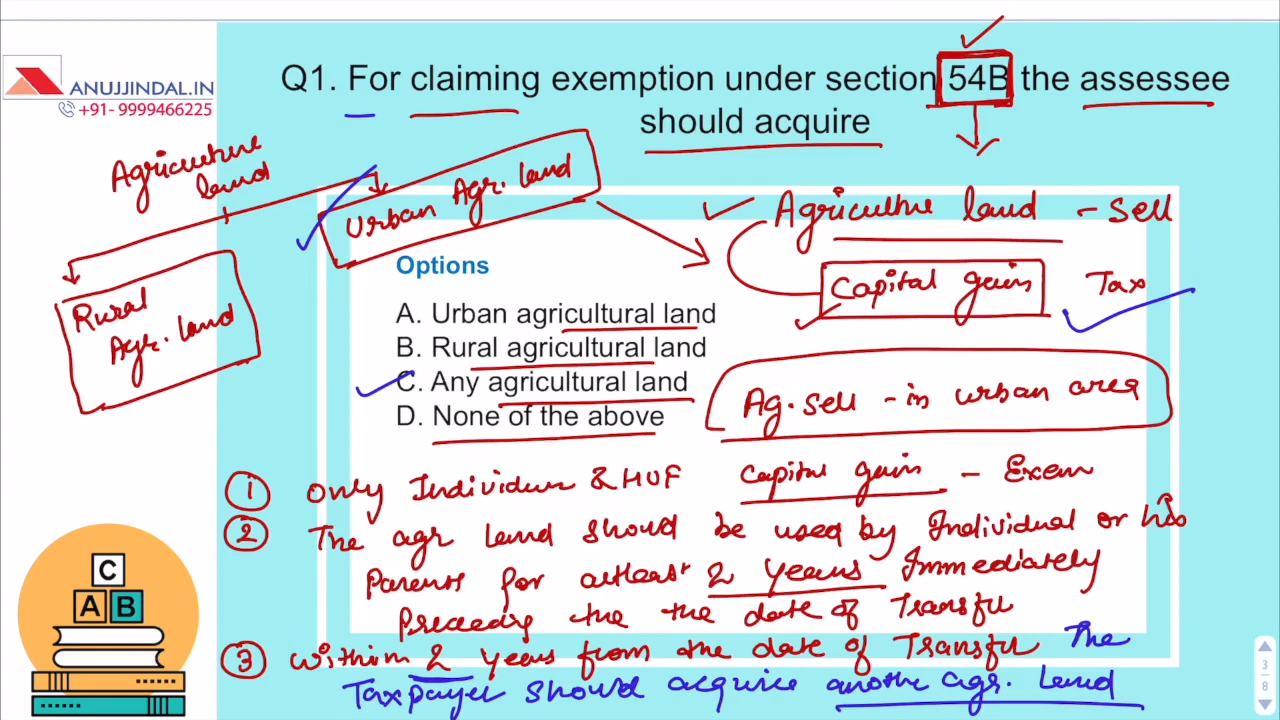 ANUJJINDAL.IN
+91- 9999466225
Q1. For claiming exemption under section 54B the assessee
should acquire
Agriculture
land
Urban Agr. land
Rural
Agr. land
Agriculture land - Sell
Capital gain Tax
Options
A. Urban agricultural land
B. Rural agricultural land
C. Any agricultural land
D. None of the above
Ag. sell - in urban area
Capital gain - Exem
① Only Individual & HUF
② The agr land should be used by Individual or his
Parents for atleast 2 years Immediately
Preceding the the date of Transfer
③ within 2 years from the date of Transfer The
Taxpayer should acquire another agr. land
C
A B
3
8